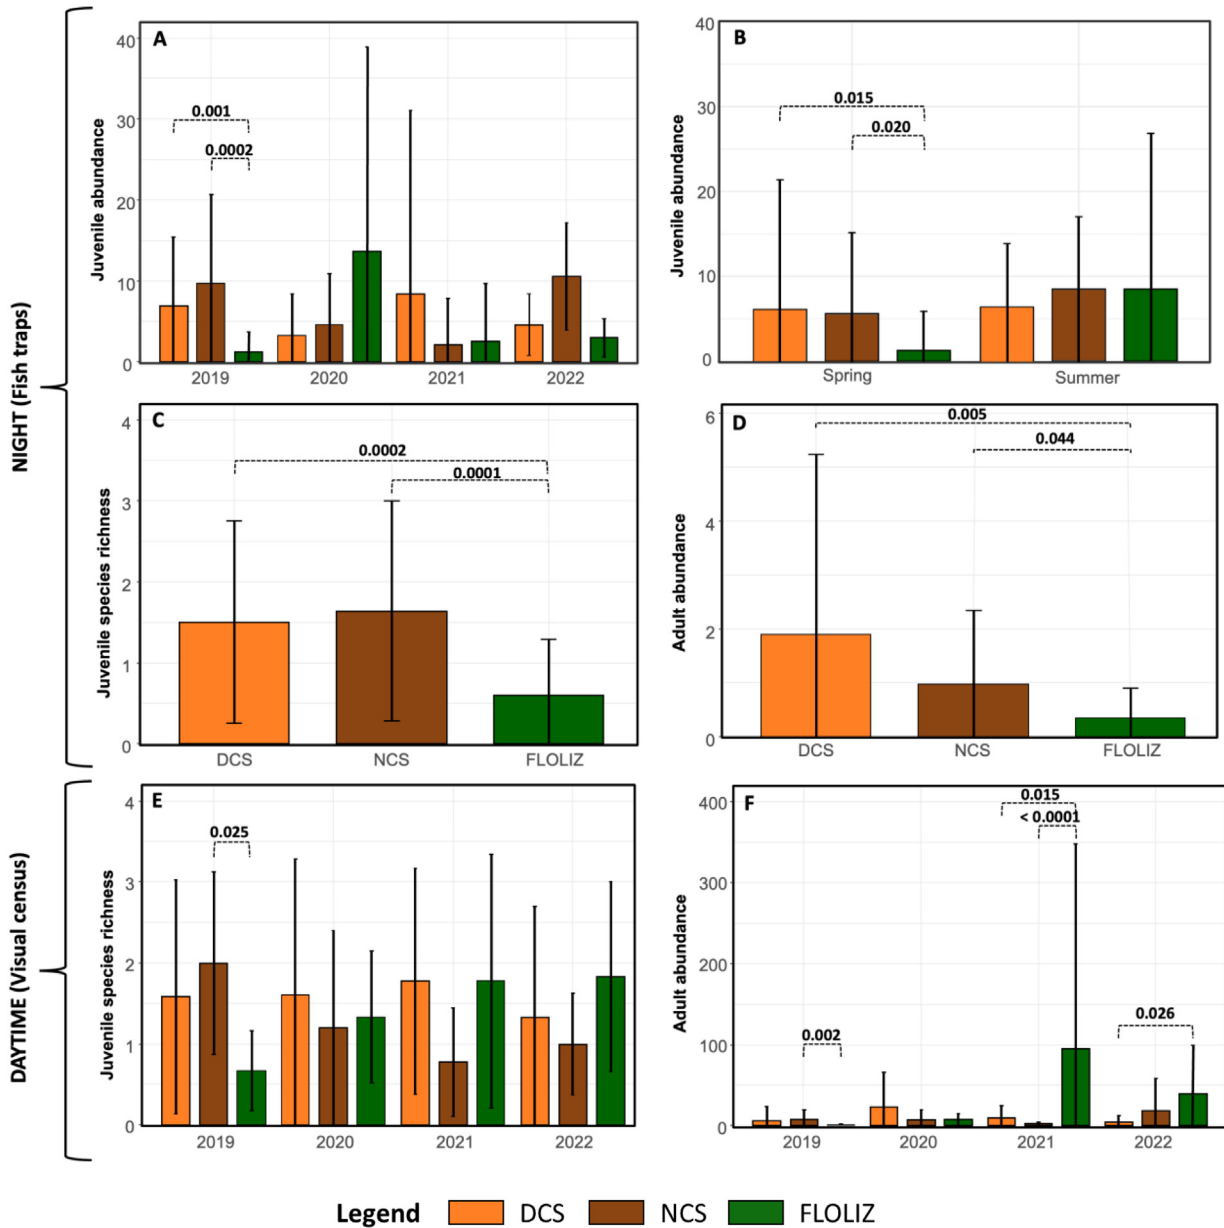 NIGHT (Fish traps)
A
Juvenile abundance
40
30
20
10
0
0.001
0.0002
2019 2020 2021 2022
B
Juvenile abundance
40
30
20
10
0
0.015
0.020
Spring Summer
C
Juvenile species richness
4
3
2
1
0
0.0002
0.0001
DCS NCS FLOLIZ
D
Adult abundance
6
4
2
0
0.005
0.044
DCS NCS FLOLIZ
DAYTIME (Visual census)
E
Juvenile species richness
4
3
2
1
0
0.025
2019 2020 2021 2022
F
Adult abundance
400
300
200
100
0
0.015
< 0.0001
0.002
0.026
2019 2020 2021 2022
Legend DCS NCS FLOLIZ